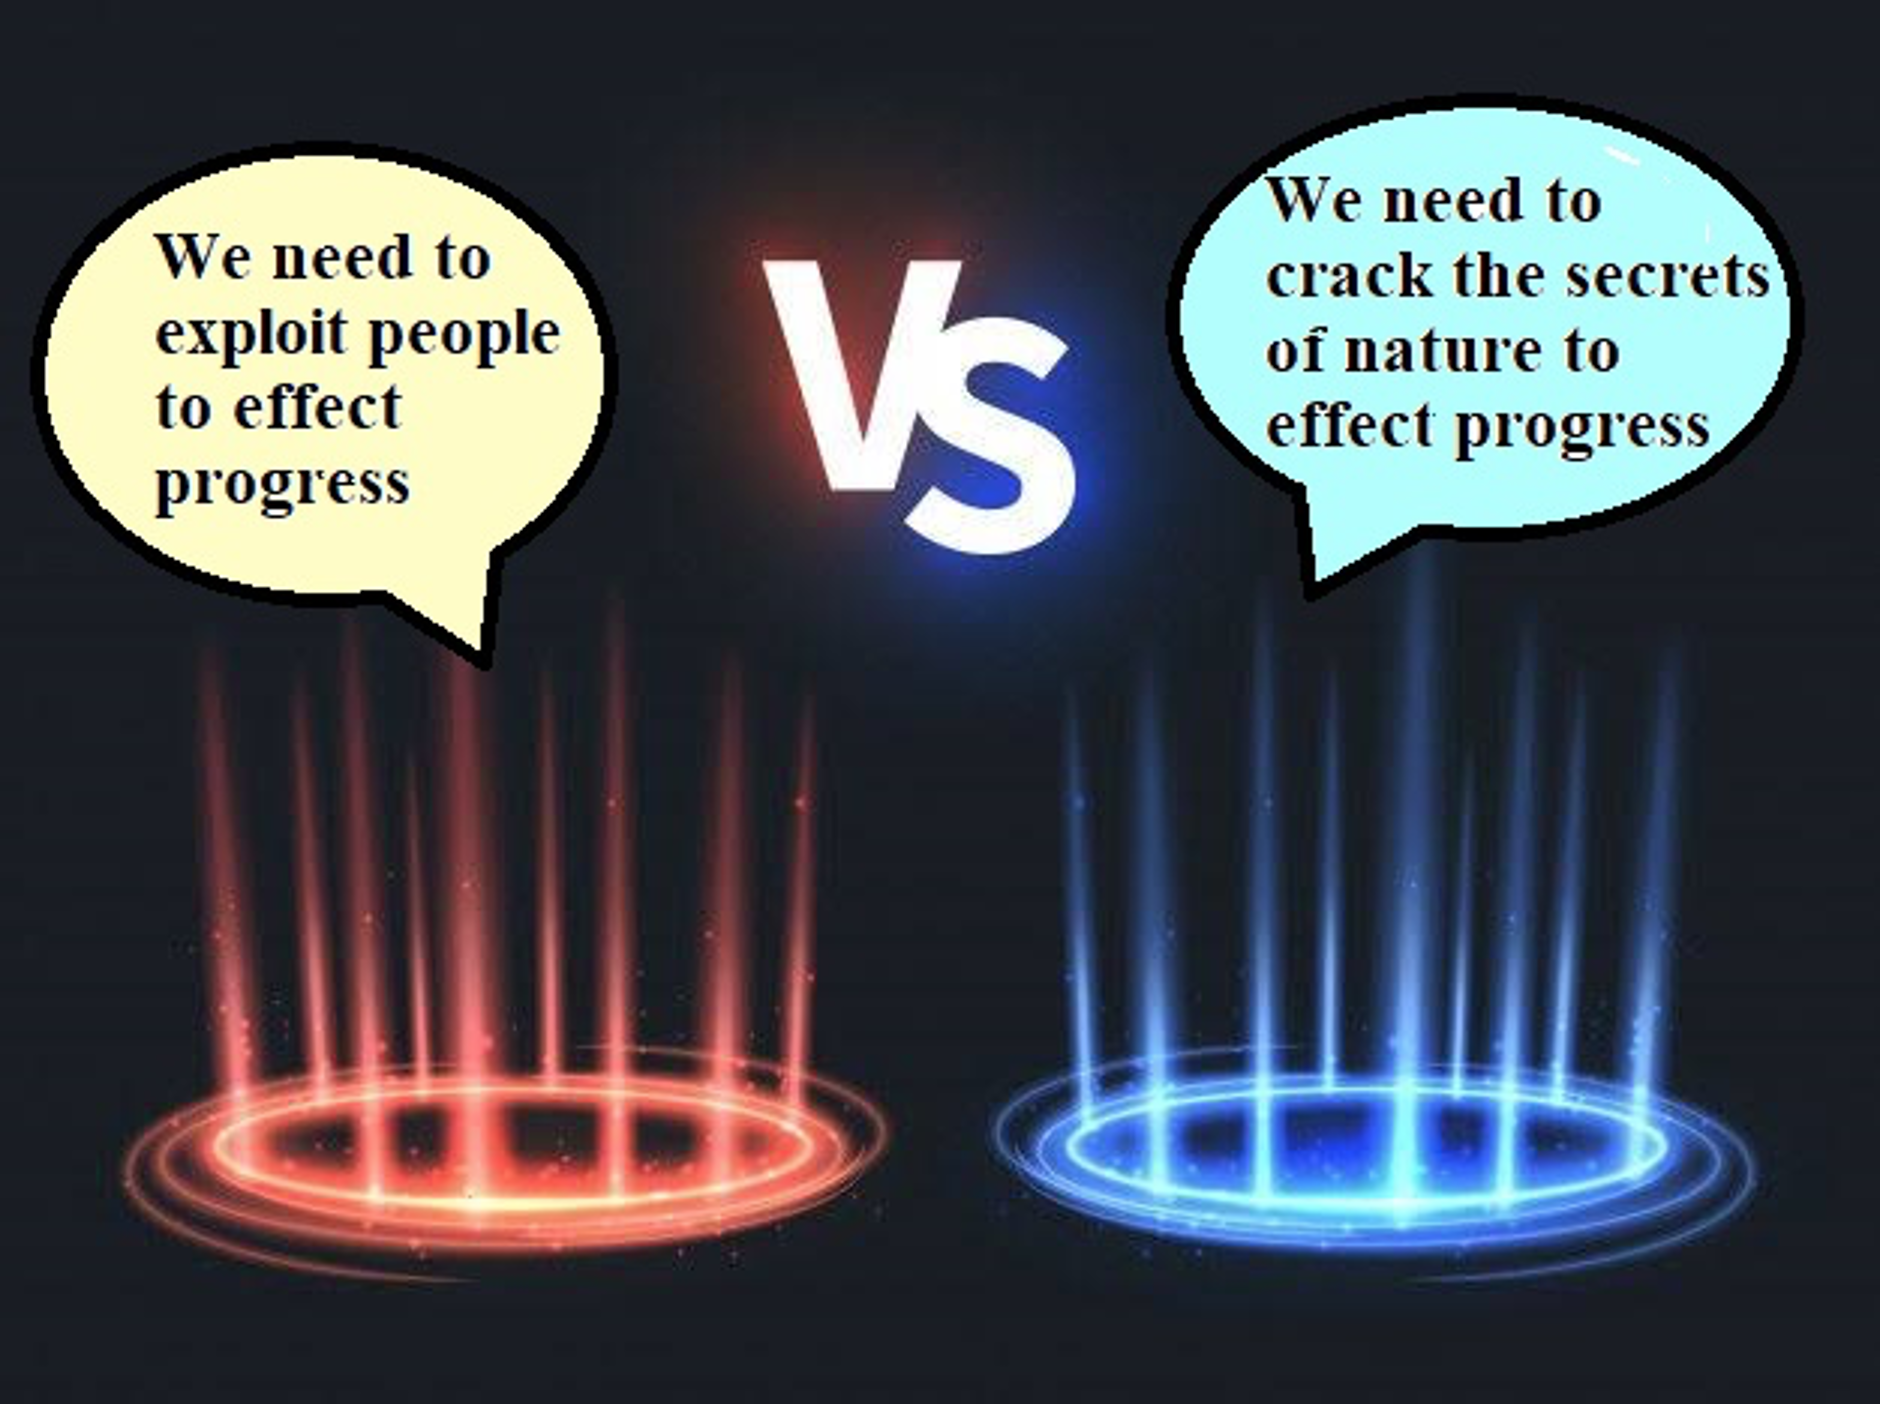 We need to
exploit people
to effect
progress
VS
We need to
crack the secrets
of nature to
effect progress